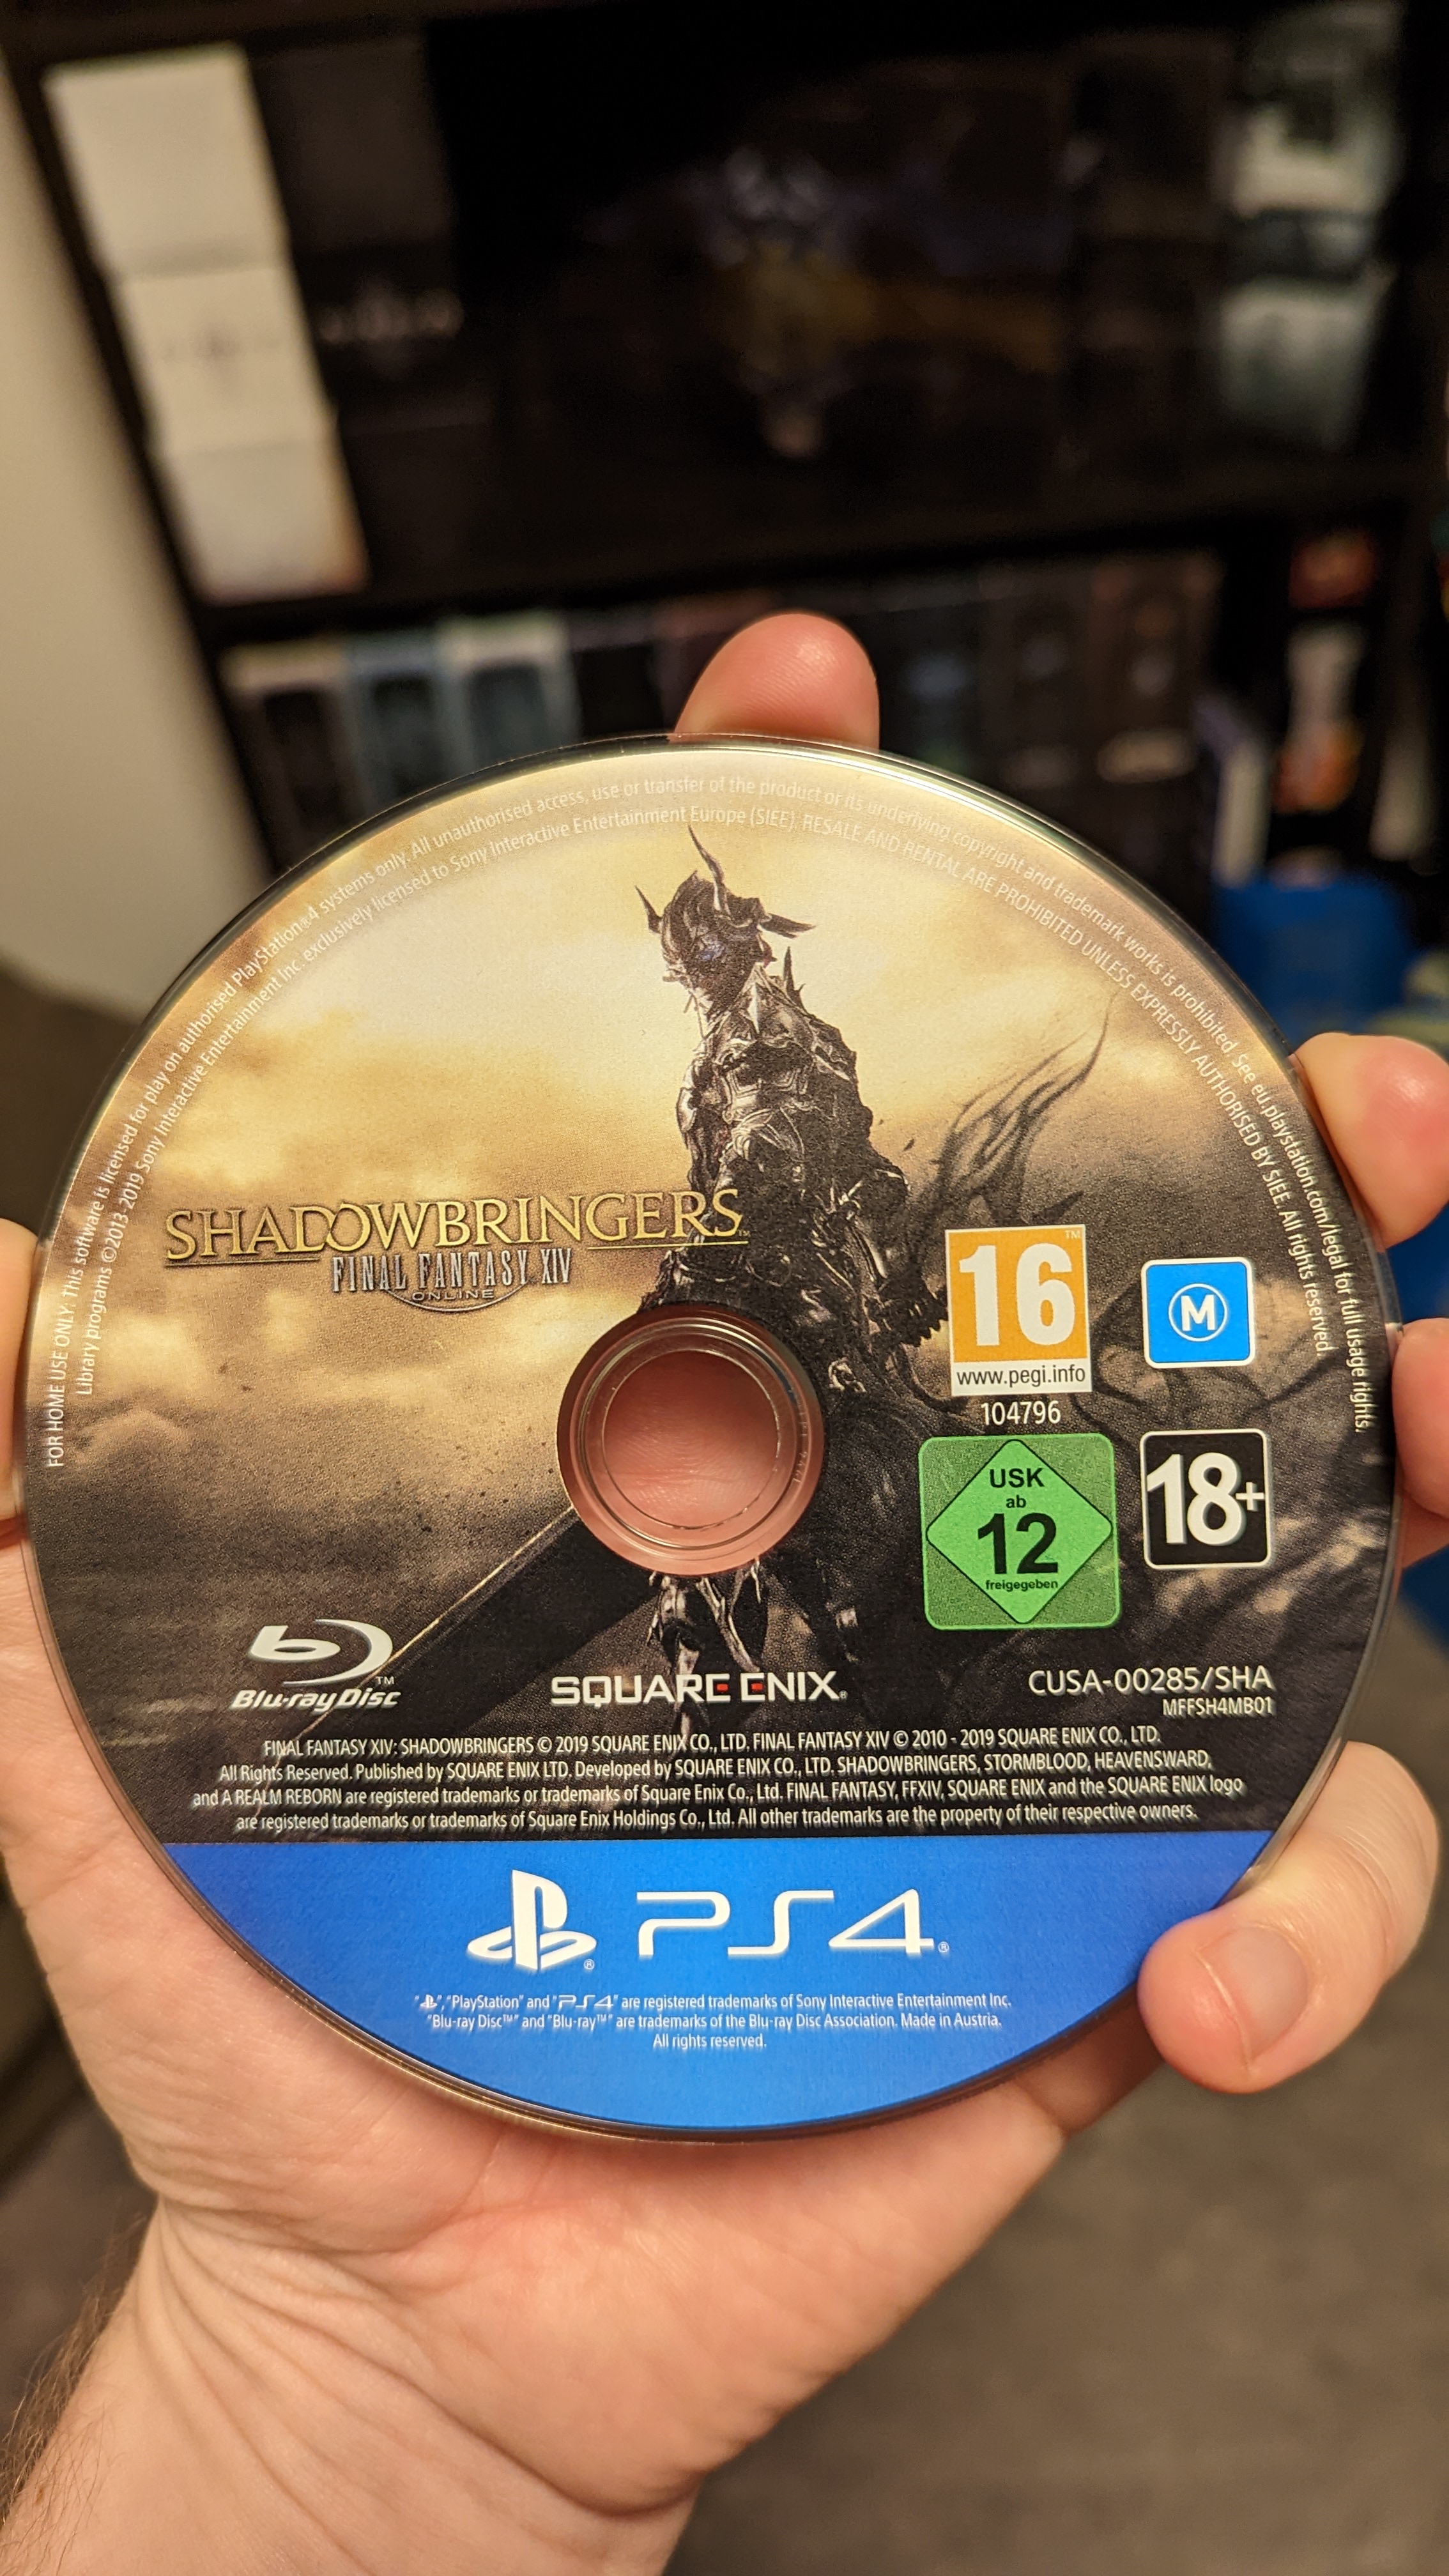 FOR HOME USE ONLY. This software is licensed for play on authorised PlayStation®4 systems only. All unauthorised access, use or transfer of the product or its underlying copyright and trademark works is prohibited. See eu.playstation.com/legal for full usage rights.
Library programs ©2013-2019 Sony Interactive Entertainment Inc. exclusively licensed to Sony Interactive Entertainment Europe (SIEE). RESALE AND RENTAL ARE PROHIBITED UNLESS EXPRESSLY AUTHORISED BY SIEE. All rights reserved
SHADOWBRINGERS™
FINAL FANTASY XIV
ONLINE
16™
www.pegi.info
104796
M
USK
ab
12
freigegeben
18+
Blu-ray Disc™
SQUARE ENIX®
CUSA-00285/SHA
MFFSH4MB01
FINAL FANTASY XIV: SHADOWBRINGERS © 2019 SQUARE ENIX CO., LTD. FINAL FANTASY XIV © 2010 - 2019 SQUARE ENIX CO., LTD.
All Rights Reserved. Published by SQUARE ENIX LTD. Developed by SQUARE ENIX CO., LTD. SHADOWBRINGERS, STORMBLOOD, HEAVENSWARD,
and A REALM REBORN are registered trademarks or trademarks of Square Enix Co., Ltd. FINAL FANTASY, FFXIV, SQUARE ENIX and the SQUARE ENIX logo
are registered trademarks or trademarks of Square Enix Holdings Co., Ltd. All other trademarks are the property of their respective owners.
PS4®
" ", "PlayStation" and "PS4" are registered trademarks of Sony Interactive Entertainment Inc.
"Blu-ray Disc™" and "Blu-ray™" are trademarks of the Blu-ray Disc Association. Made in Austria.
All rights reserved.